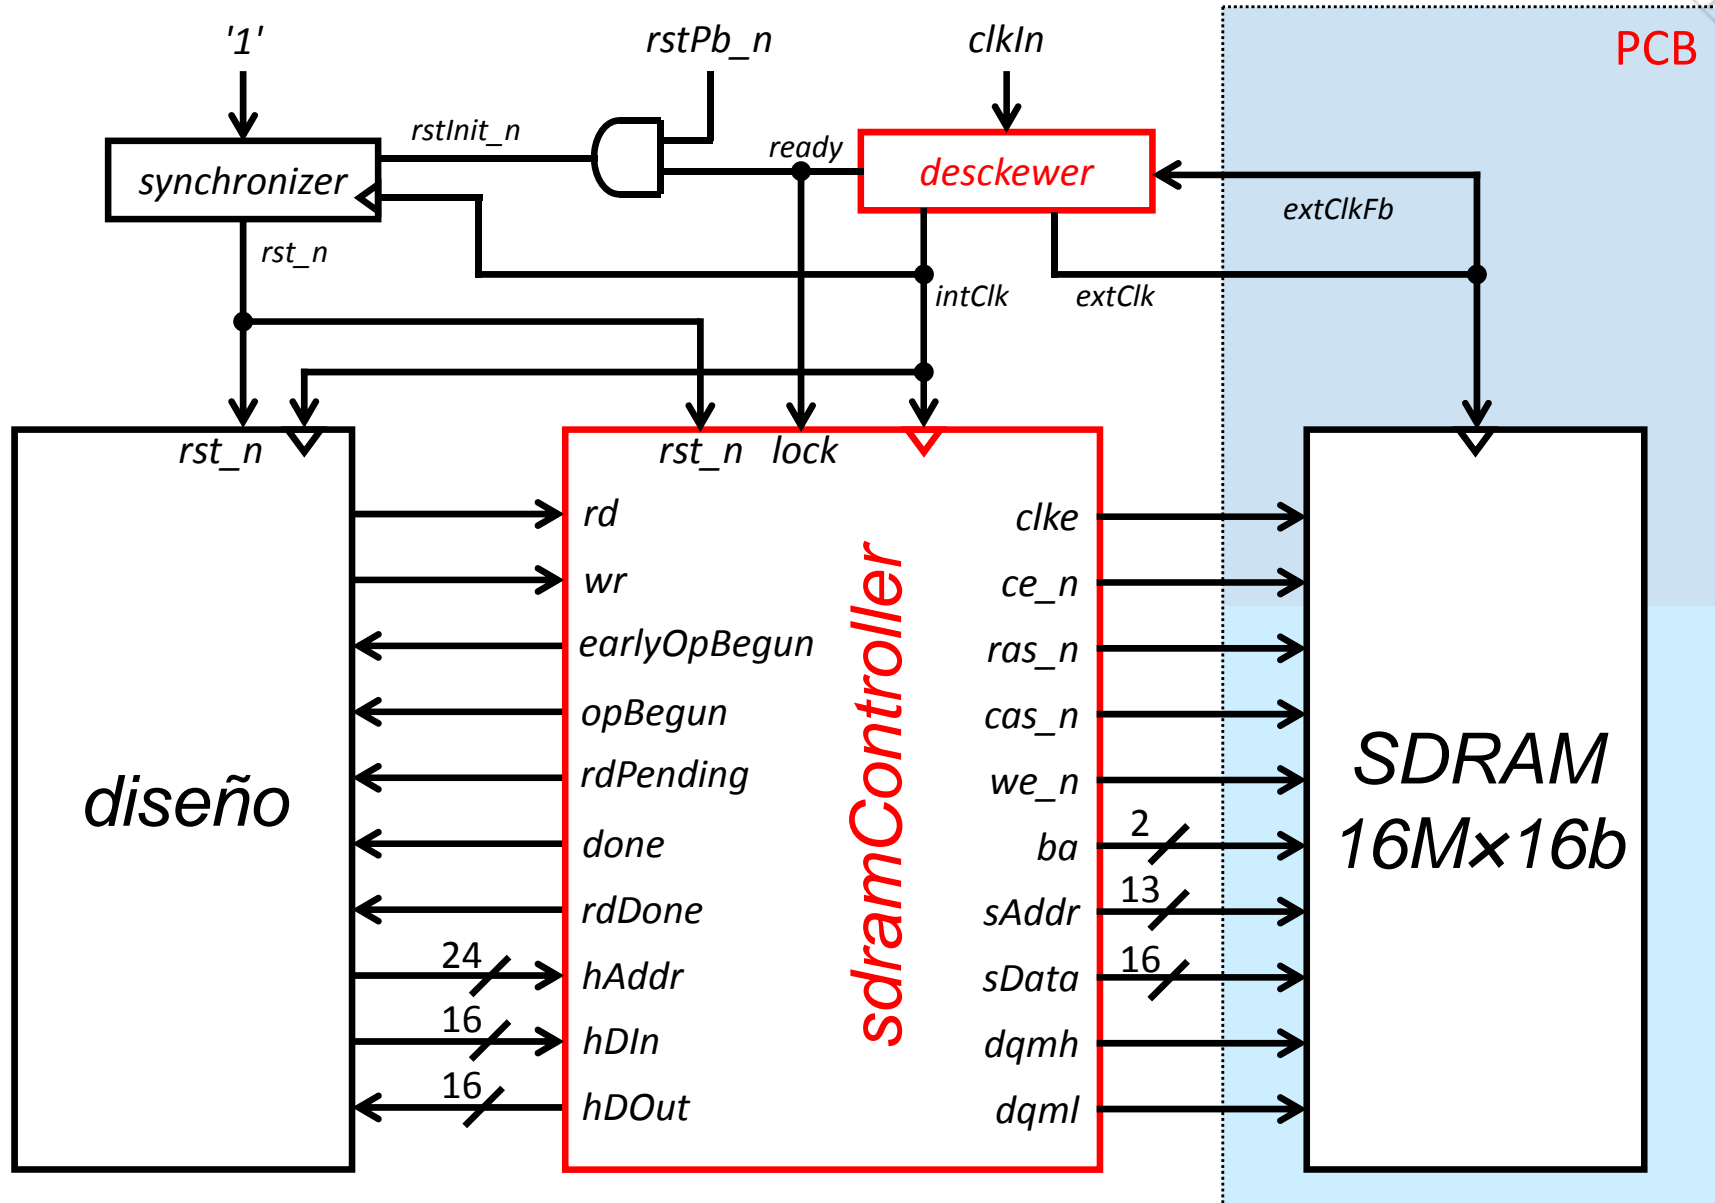 '1'
rstPb_n
clkIn
PCB
rstInit_n
ready
synchronizer
desckewer
extClkFb
rst_n
intClk
extClk
rst_n
rst_n
lock
rd
clke
wr
ce_n
earlyOpBegun
ras_n
opBegun
cas_n
rdPending
we_n
done
2
ba
rdDone
13
sAddr
24
hAddr
16
sData
16
hDIn
dqmh
16
hDOut
dqml
diseño
sdramController
SDRAM
16M×16b